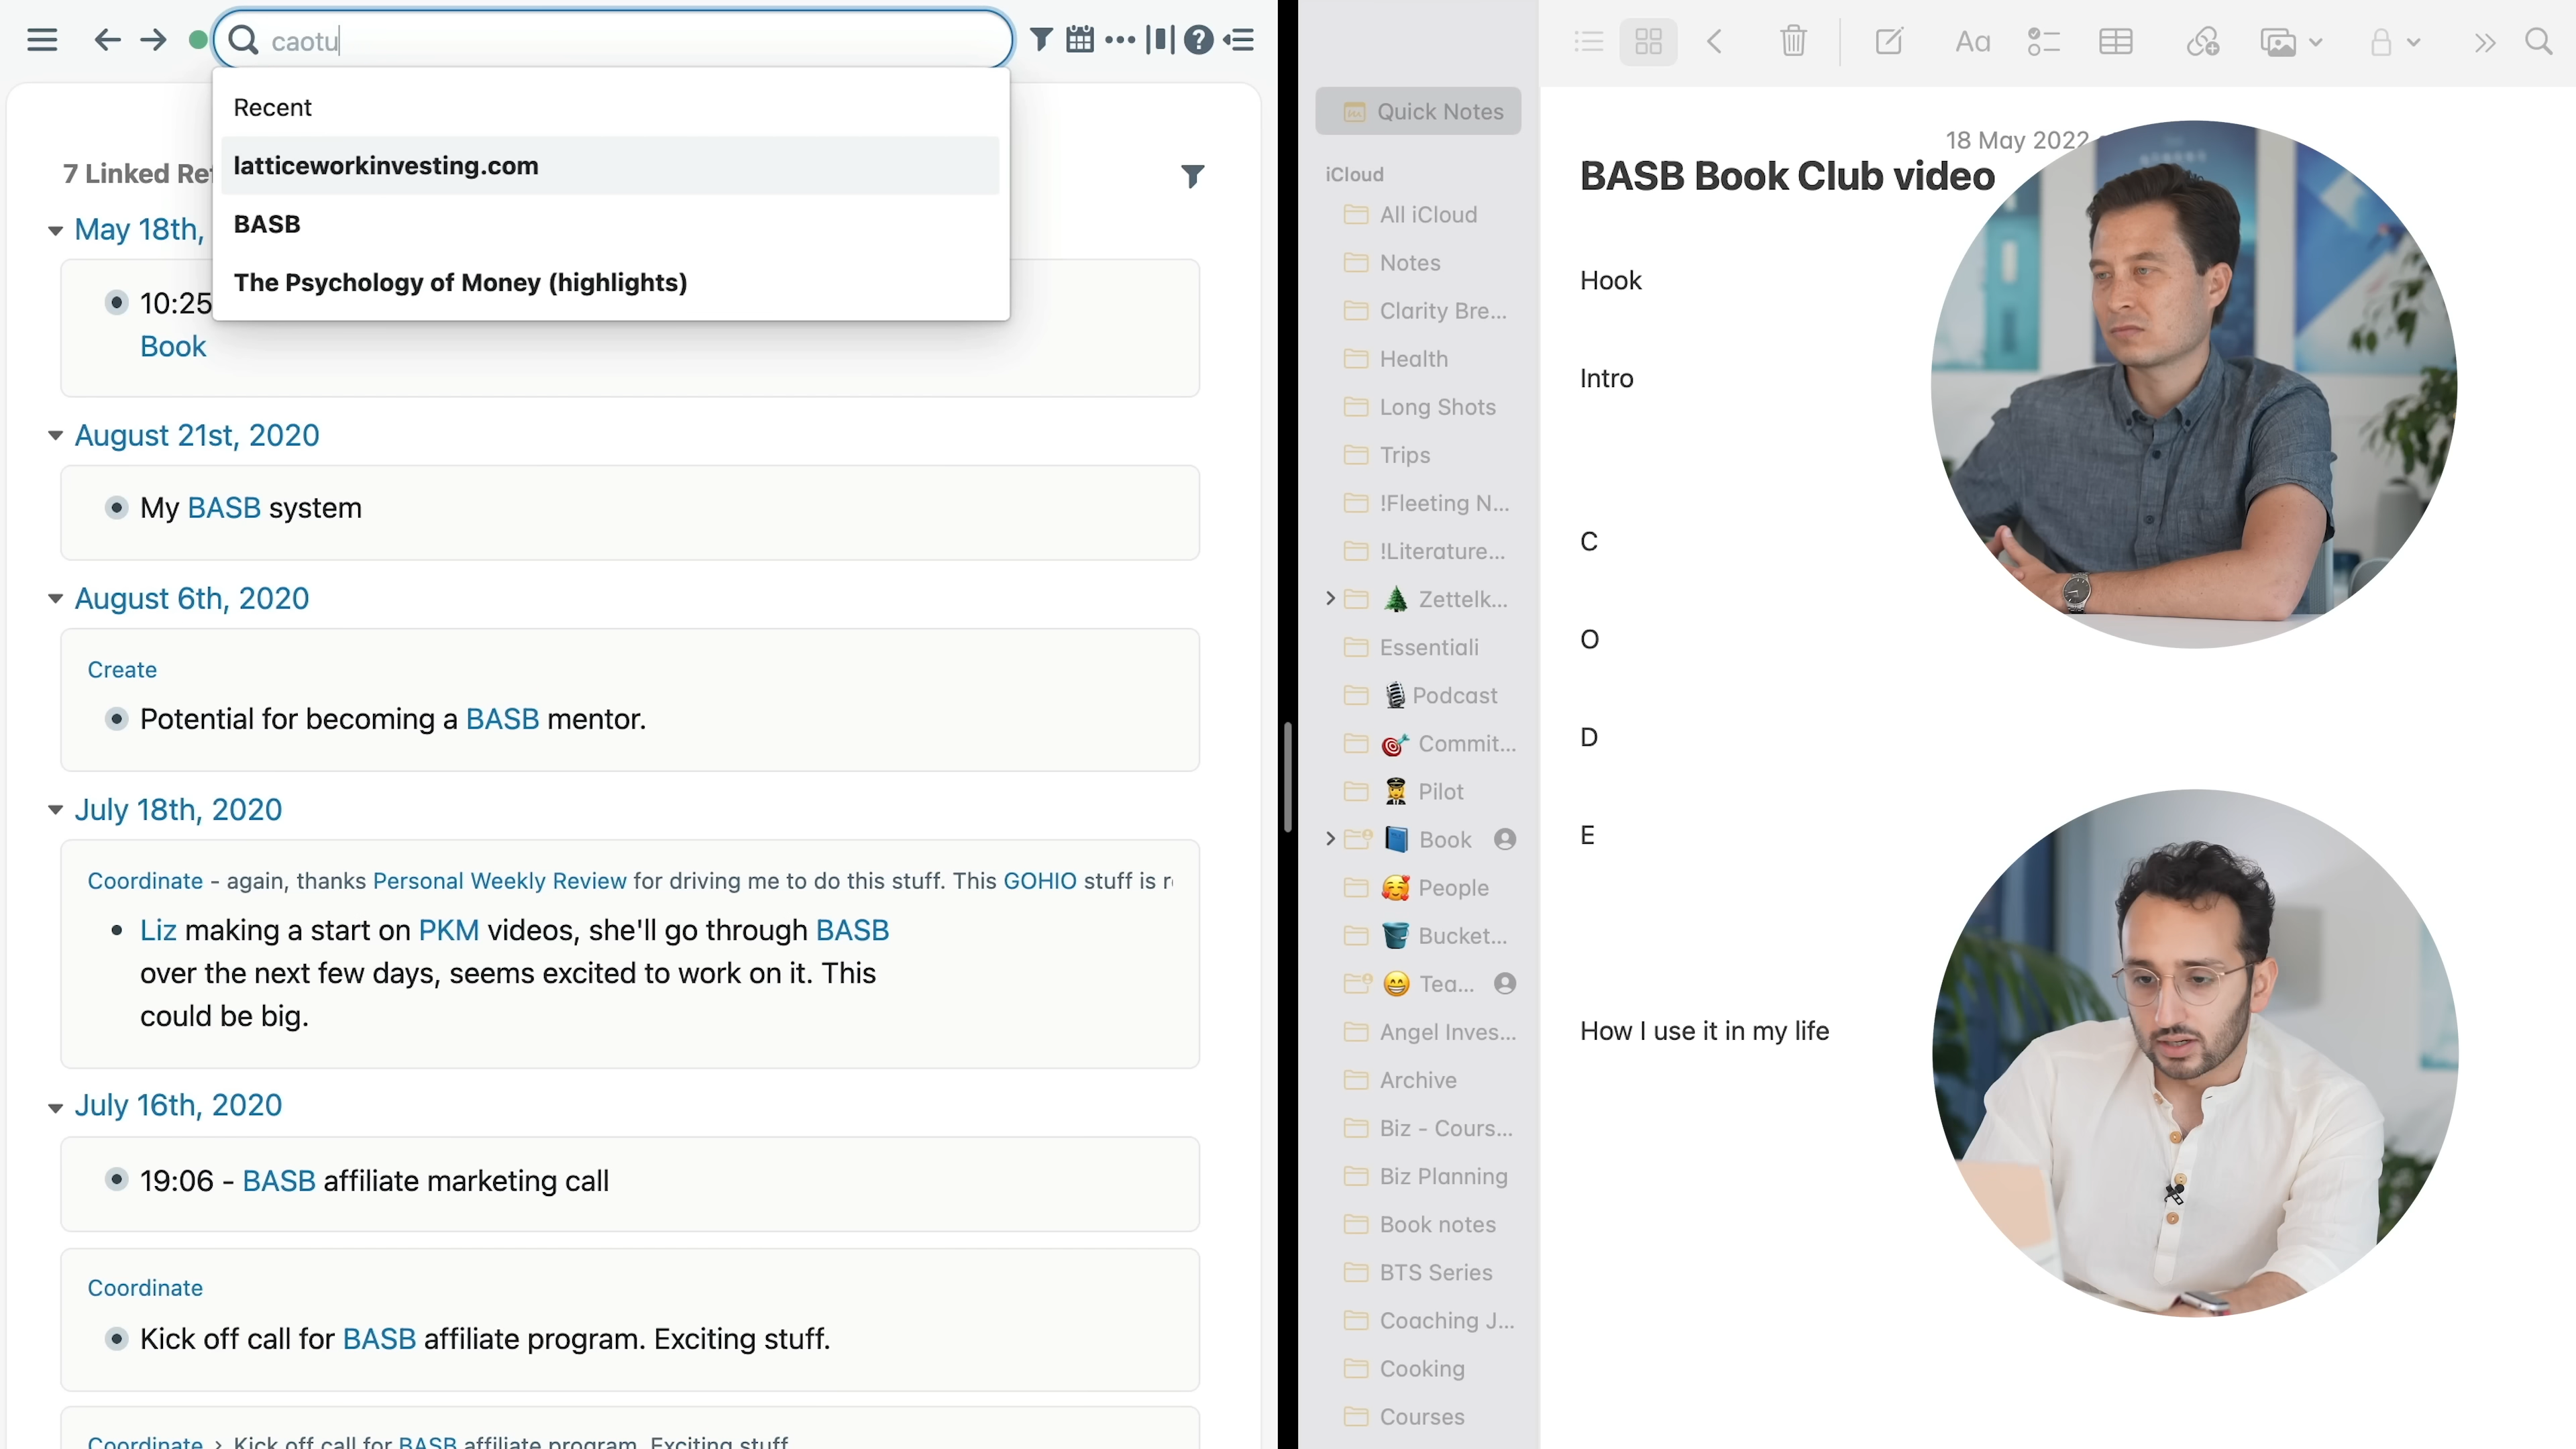 caotu
Recent
latticeworkinvesting.com
BASB
The Psychology of Money (highlights)
7 Linked Ref
May 18th,
10:25
Book
August 21st, 2020
My BASB system
August 6th, 2020
Create
Potential for becoming a BASB mentor.
July 18th, 2020
Coordinate - again, thanks Personal Weekly Review for driving me to do this stuff. This GOHIO stuff is r
Liz making a start on PKM videos, she'll go through BASB
over the next few days, seems excited to work on it. This
could be big.
July 16th, 2020
19:06 - BASB affiliate marketing call
Coordinate
Kick off call for BASB affiliate program. Exciting stuff.
Coordinate › Kick off call for BASB affiliate program. Exciting stuff
Quick Notes
iCloud
All iCloud
Notes
Clarity Bre...
Health
Long Shots
Trips
!Fleeting N...
!Literature...
Zettelk...
Essentiali
Podcast
Commit...
Pilot
Book
People
Bucket...
Tea...
Angel Inves...
Archive
Biz - Cours...
Biz Planning
Book notes
BTS Series
Coaching J...
Cooking
Courses
Aa
18 May 2022
BASB Book Club video
Hook
Intro
C
O
D
E
How I use it in my life